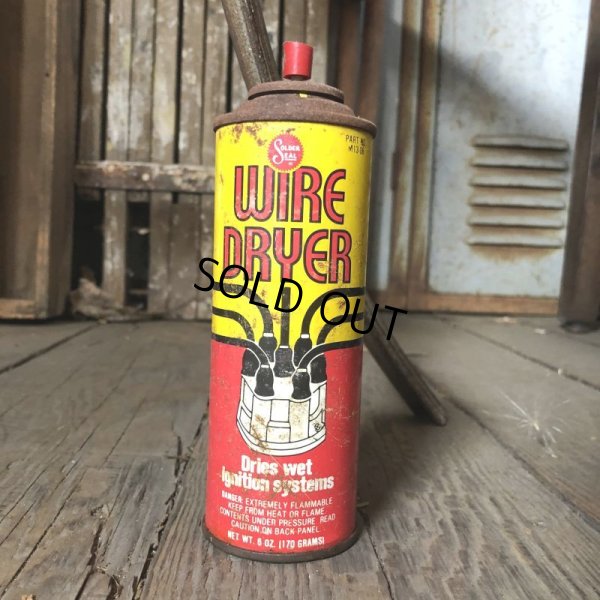 SOLDER
SEAL
PART NO.
WIRE
DRYER
SOLD OUT
Dries wet
ignition systems
DANGER: EXTREMELY FLAMMABLE
KEEP FROM HEAT OR FLAME
CONTENTS UNDER PRESSURE READ
CAUTION ON BACK PANEL.
NET WT. 6 OZ. (170 GRAMS)